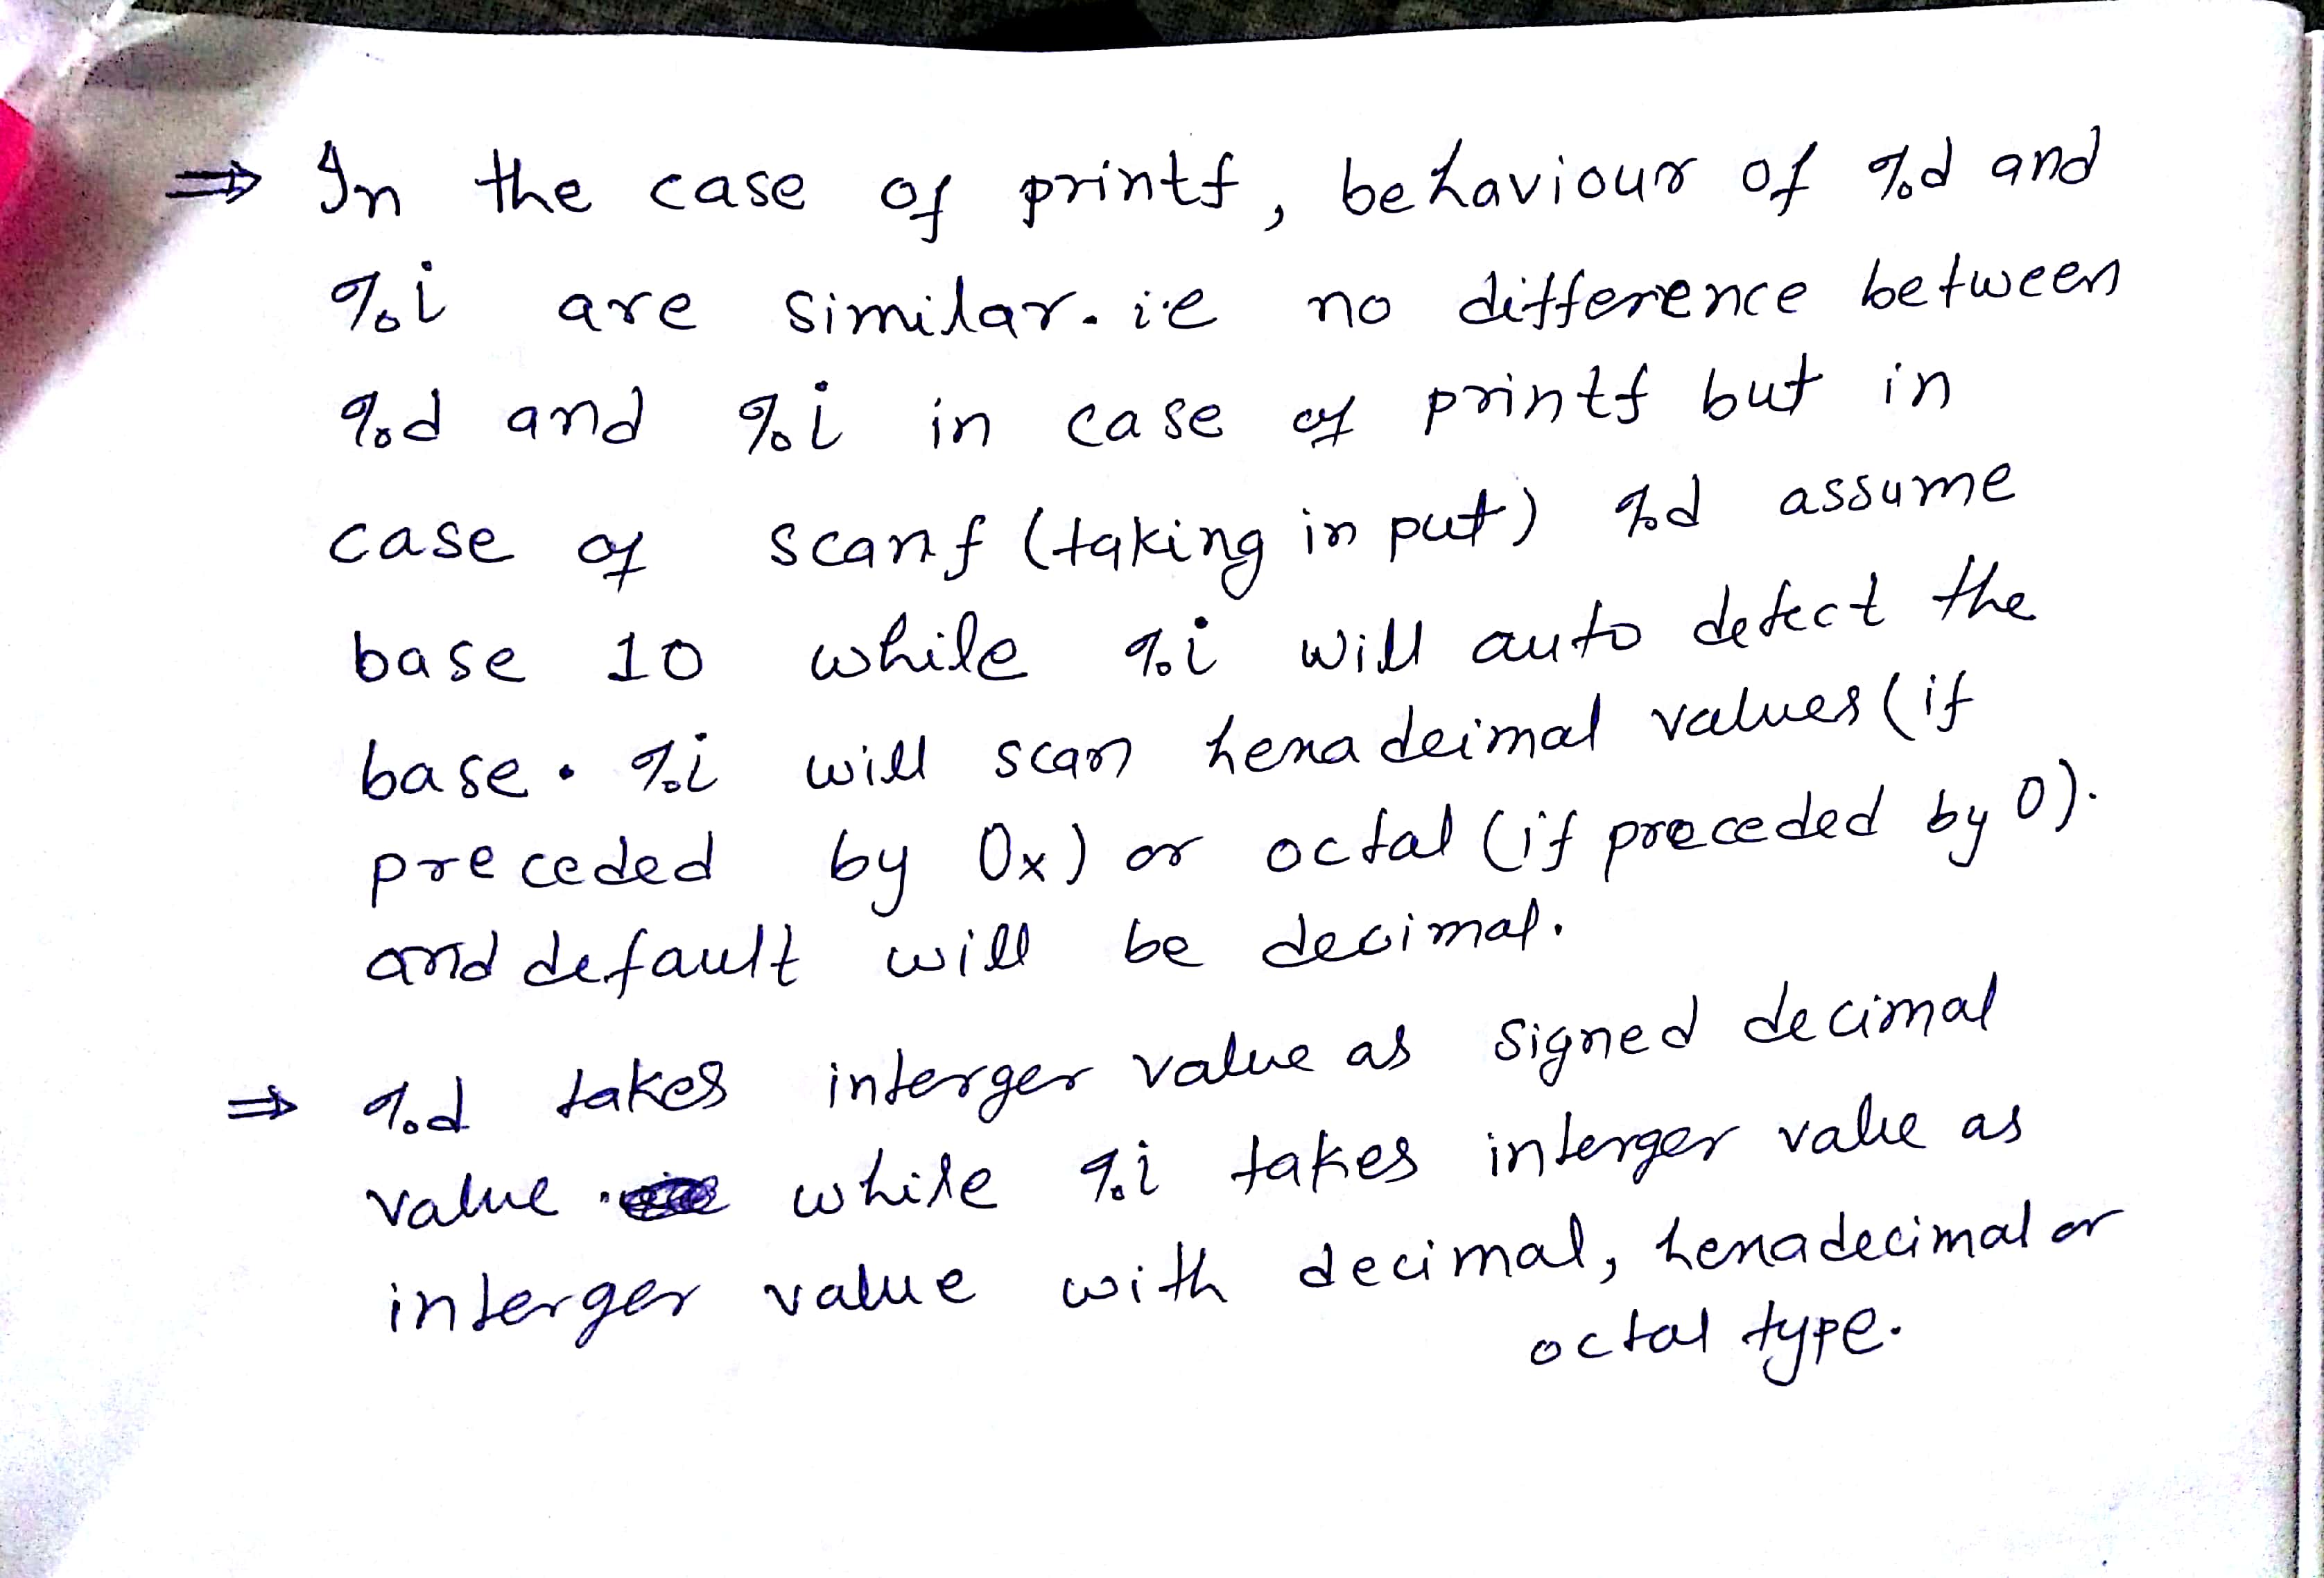 ⇒ In the case of printf, behaviour of %d and
%i are similar. i.e no difference between
%d and %i in case of printf but in
case of scanf (taking input) %d assume
base 10 while %i will auto detect the
base. %i will scan hexadeimal values (if
preceded by 0x) or octal (if preceded by 0).
and default will be decimal.
⇒ %d takes interger value as signed decimal
value while %i takes interger value as
interger value with decimal, hexadecimal or
octal type.